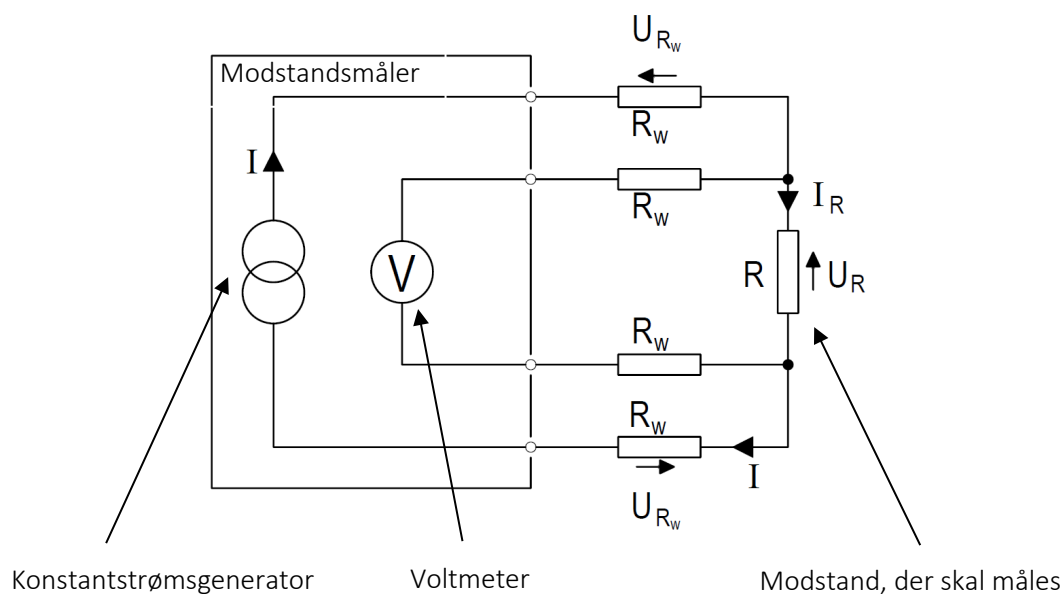 U_Rw
Modstandsmåler
R_w
I
R_w
I_R
V
R
U_R
R_w
R_w
I
U_Rw
Konstantstrømsgenerator
Voltmeter
Modstand, der skal måles